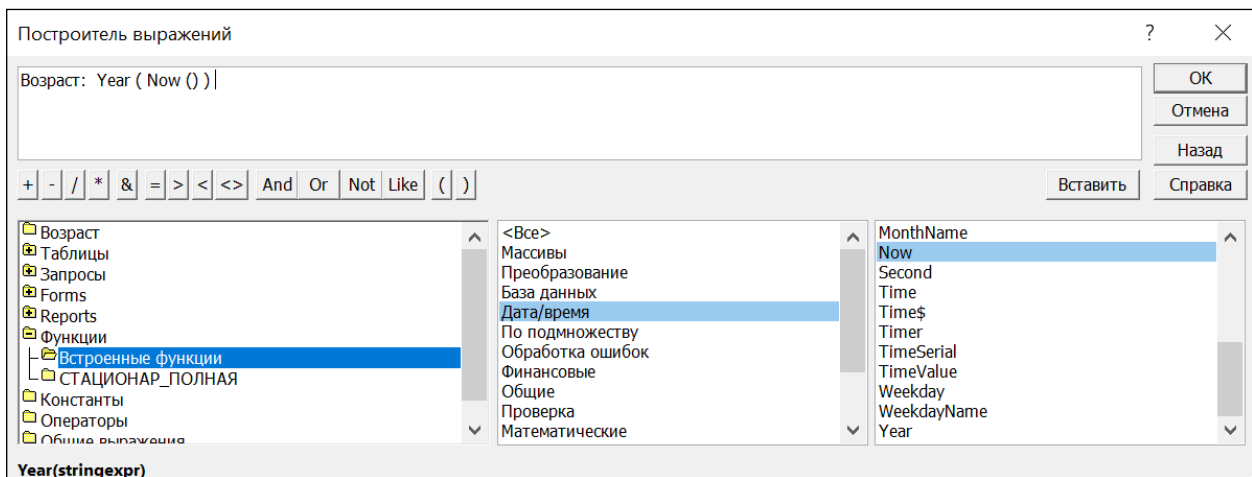 Построитель выражений ?
Возраст: Year ( Now () )
ОК
Отмена
Назад
+ - / * & = > < <> And Or Not Like ( )
Вставить Справка
Возраст
Таблицы
Запросы
Forms
Reports
Функции
Встроенные функции
СТАЦИОНАР_ПОЛНАЯ
Константы
Операторы
Общие выражения
<Все>
Массивы
Преобразование
База данных
Дата/время
По подмножеству
Обработка ошибок
Финансовые
Общие
Проверка
Математические
MonthName
Now
Second
Time
Time$
Timer
TimeSerial
TimeValue
Weekday
WeekdayName
Year
Year(stringexpr)